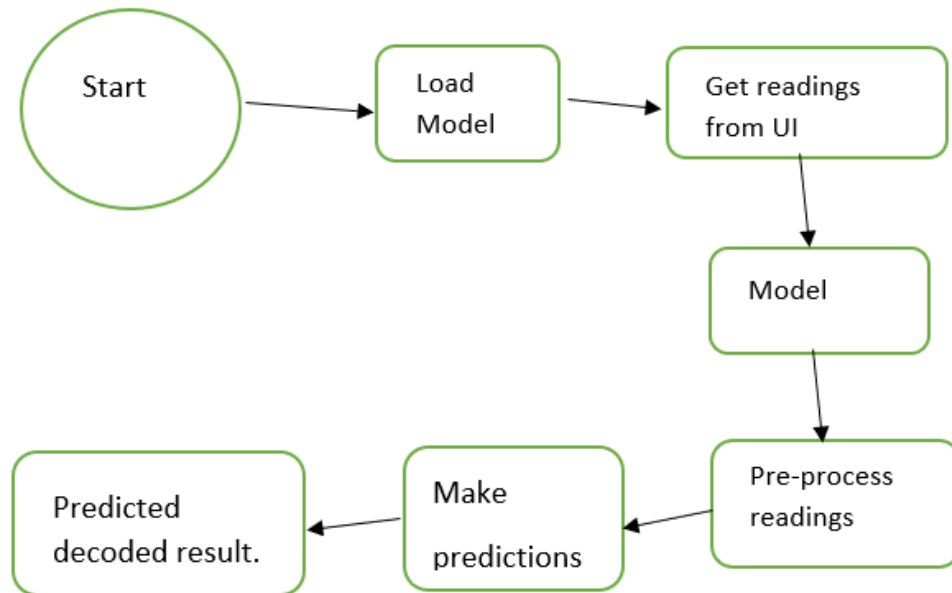 Start
Load
Model
Get readings
from UI
Model
Pre-process
readings
Make
predictions
Predicted
decoded result.